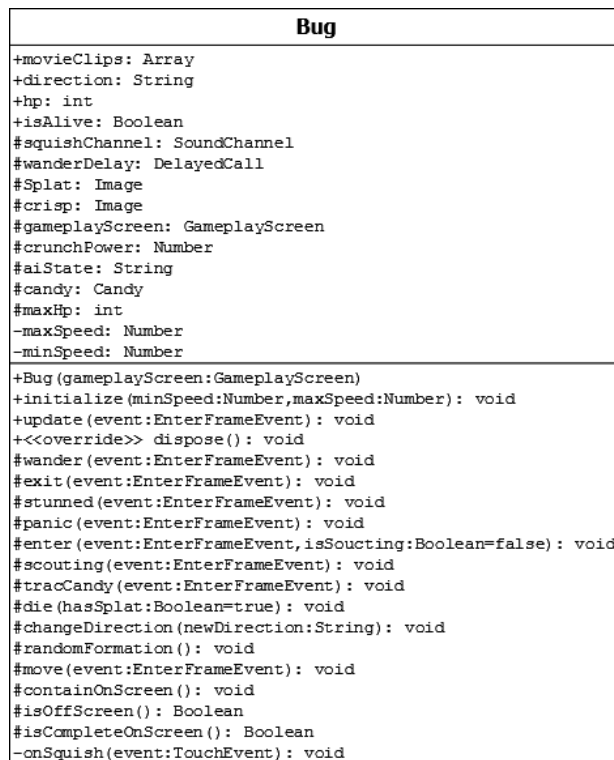 Bug
+movieClips: Array
+direction: String
+hp: int
+isAlive: Boolean
#squishChannel: SoundChannel
#wanderDelay: DelayedCall
#Splat: Image
#crisp: Image
#gameplayScreen: GameplayScreen
#crunchPower: Number
#aiState: String
#candy: Candy
#maxHp: int
-maxSpeed: Number
-minSpeed: Number
+Bug(gameplayScreen:GameplayScreen)
+initialize(minSpeed:Number,maxSpeed:Number): void
+update(event:EnterFrameEvent): void
+<<override>> dispose(): void
#wander(event:EnterFrameEvent): void
#exit(event:EnterFrameEvent): void
#stunned(event:EnterFrameEvent): void
#panic(event:EnterFrameEvent): void
#enter(event:EnterFrameEvent,isSoucting:Boolean=false): void
#scouting(event:EnterFrameEvent): void
#tracCandy(event:EnterFrameEvent): void
#die(hasSplat:Boolean=true): void
#changeDirection(newDirection:String): void
#randomFormation(): void
#move(event:EnterFrameEvent): void
#containOnScreen(): void
#isOffScreen(): Boolean
#isCompleteOnScreen(): Boolean
-onSquish(event:TouchEvent): void